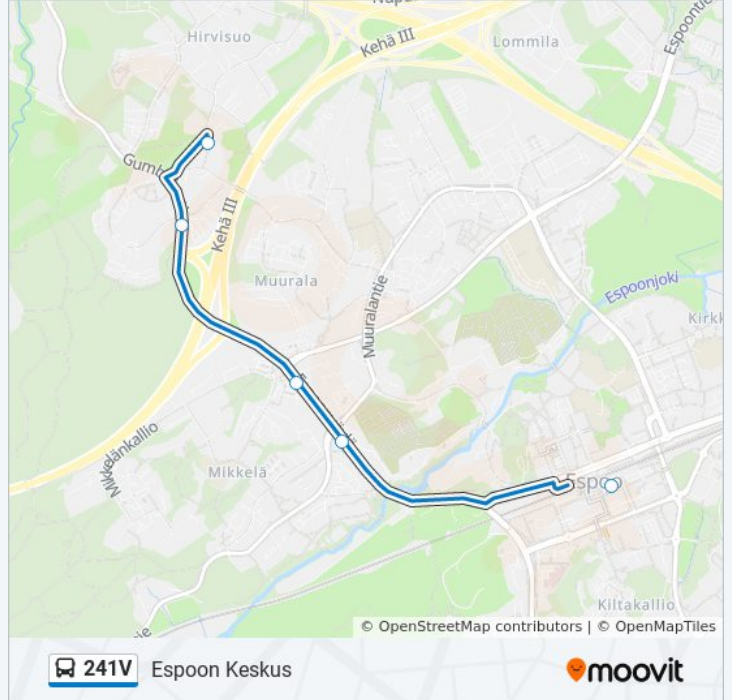 Hirvisuo
Kehä III
Lommila
Espoontie
Gumb
Kehä III
Muurala
Muuralantie
Espoonjoki
Kirkk
Mikkelänkallio
Mikkelä
Espoo
Kiltakallio
© OpenStreetMap contributors | © OpenMapTiles
241V Espoon Keskus
moovit